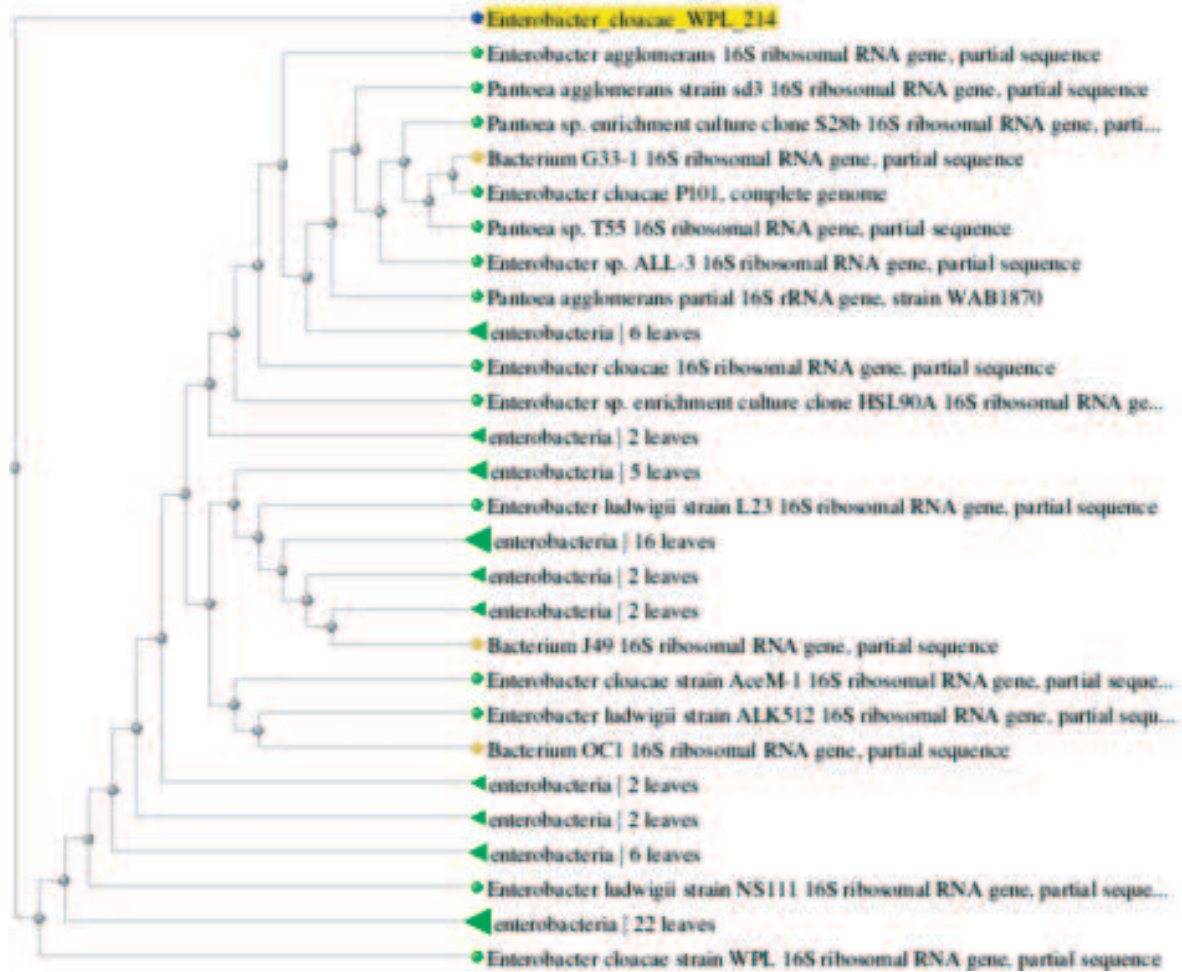 Enterobacter_cloacae_WPL_214
Enterobacter agglomerans 16S ribosomal RNA gene, partial sequence
Pantoea agglomerans strain sd3 16S ribosomal RNA gene, partial sequence
Pantoea sp. enrichment culture clone S28b 16S ribosomal RNA gene, parti...
Bacterium G33-1 16S ribosomal RNA gene, partial sequence
Enterobacter cloacae P101, complete genome
Pantoea sp. T55 16S ribosomal RNA gene, partial sequence
Enterobacter sp. ALL-3 16S ribosomal RNA gene, partial sequence
Pantoea agglomerans partial 16S rRNA gene, strain WAB1870
enterobacteria | 6 leaves
Enterobacter cloacae 16S ribosomal RNA gene, partial sequence
Enterobacter sp. enrichment culture clone HSL90A 16S ribosomal RNA ge...
enterobacteria | 2 leaves
enterobacteria | 5 leaves
Enterobacter ludwigii strain L23 16S ribosomal RNA gene, partial sequence
enterobacteria | 16 leaves
enterobacteria | 2 leaves
enterobacteria | 2 leaves
Bacterium J49 16S ribosomal RNA gene, partial sequence
Enterobacter cloacae strain AceM-1 16S ribosomal RNA gene, partial seque...
Enterobacter ludwigii strain ALK512 16S ribosomal RNA gene, partial sequ...
Bacterium OC1 16S ribosomal RNA gene, partial sequence
enterobacteria | 2 leaves
enterobacteria | 2 leaves
enterobacteria | 6 leaves
Enterobacter ludwigii strain NS111 16S ribosomal RNA gene, partial seque...
enterobacteria | 22 leaves
Enterobacter cloacae strain WPL 16S ribosomal RNA gene, partial sequence